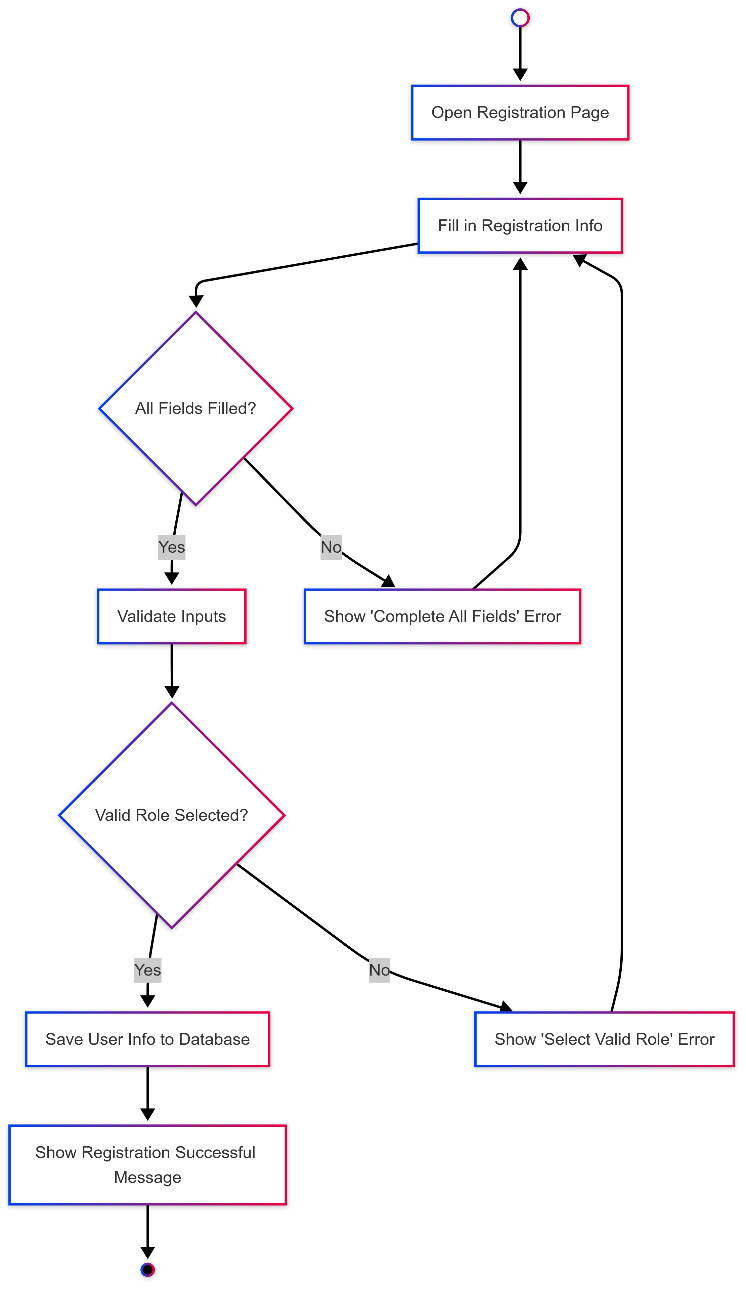 Open Registration Page
Fill in Registration Info
All Fields Filled?
Yes
No
Validate Inputs
Show 'Complete All Fields' Error
Valid Role Selected?
Yes
No
Save User Info to Database
Show 'Select Valid Role' Error
Show Registration Successful
Message